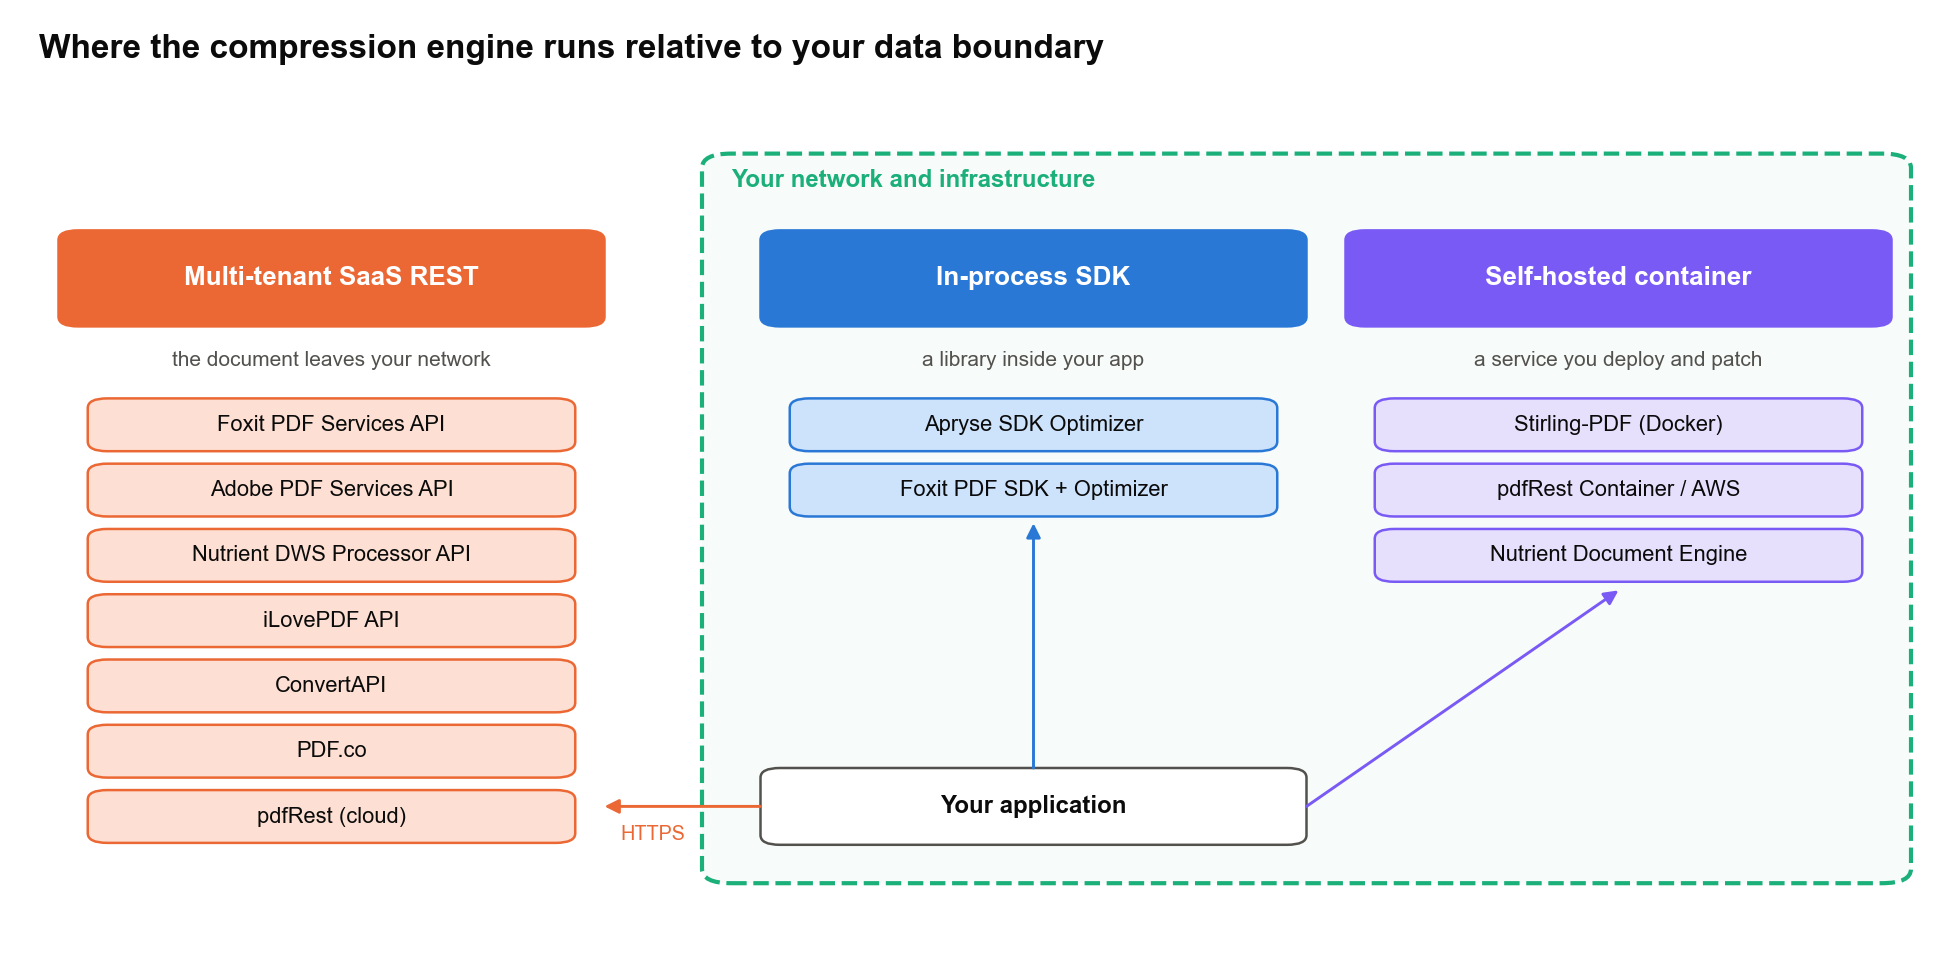 Where the compression engine runs relative to your data boundary
Your network and infrastructure
Multi-tenant SaaS REST
the document leaves your network
Foxit PDF Services API
Adobe PDF Services API
Nutrient DWS Processor API
iLovePDF API
ConvertAPI
PDF.co
pdfRest (cloud)
In-process SDK
a library inside your app
Apryse SDK Optimizer
Foxit PDF SDK + Optimizer
Self-hosted container
a service you deploy and patch
Stirling-PDF (Docker)
pdfRest Container / AWS
Nutrient Document Engine
Your application
HTTPS